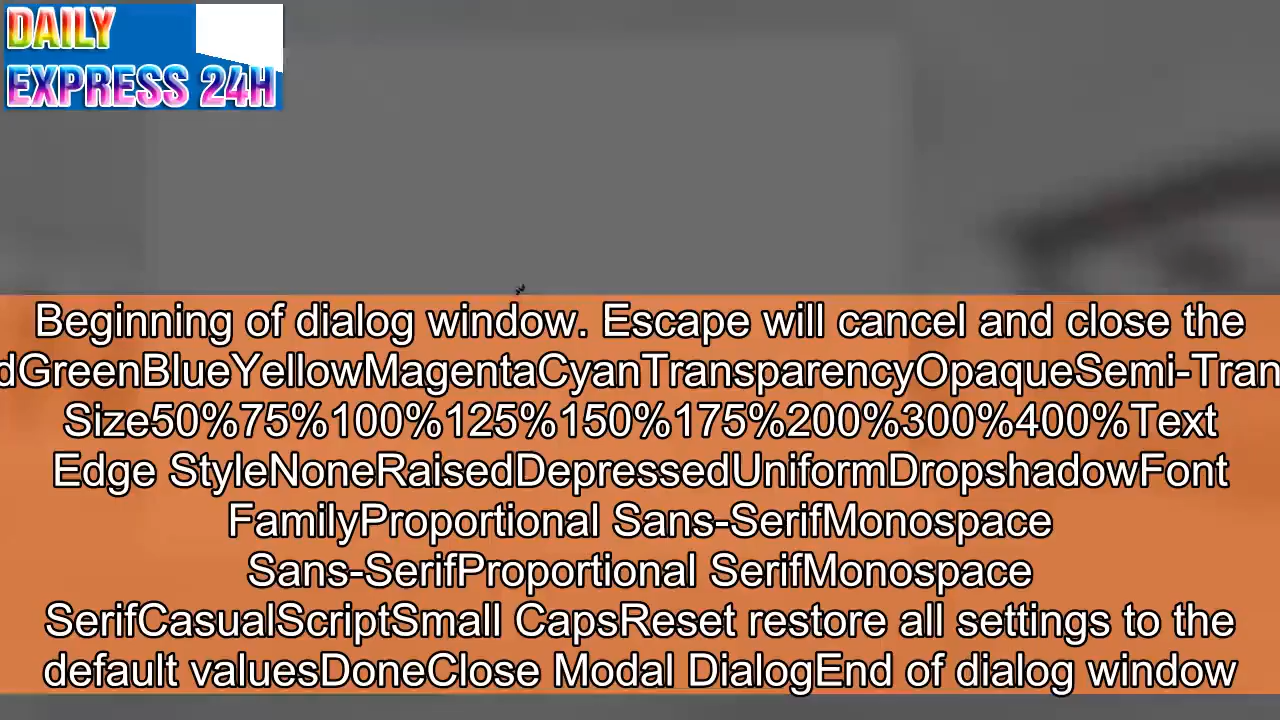 DAILY
EXPRESS 24H
Beginning of dialog window. Escape will cancel and close the
dGreenBlueYellowMagentaCyanTransparencyOpaqueSemi-Tran
Size50%75%100%125%150%175%200%300%400%Text
Edge StyleNoneRaisedDepressedUniformDropshadowFont
FamilyProportional Sans-SerifMonospace
Sans-SerifProportional SerifMonospace
SerifCasualScriptSmall CapsReset restore all settings to the
default valuesDoneClose Modal DialogEnd of dialog window